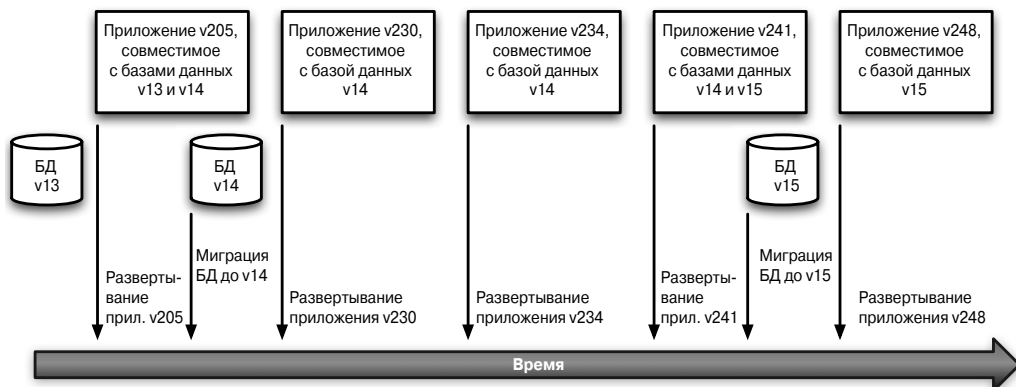 Приложение v205,
совместимое
с базами данных
v13 и v14
Приложение v230,
совместимое
с базой данных
v14
Приложение v234,
совместимое
с базой данных
v14
Приложение v241,
совместимое
с базами данных
v14 и v15
Приложение v248,
совместимое
с базой данных
v15
БД
v13
БД
v14
БД
v15
Разверты-
вание
прил. v205
Миграция
БД до v14
Развертывание
приложения v230
Развертывание
приложения v234
Разверты-
вание
прил. v241
Миграция
БД до v15
Развертывание
приложения v248
Время